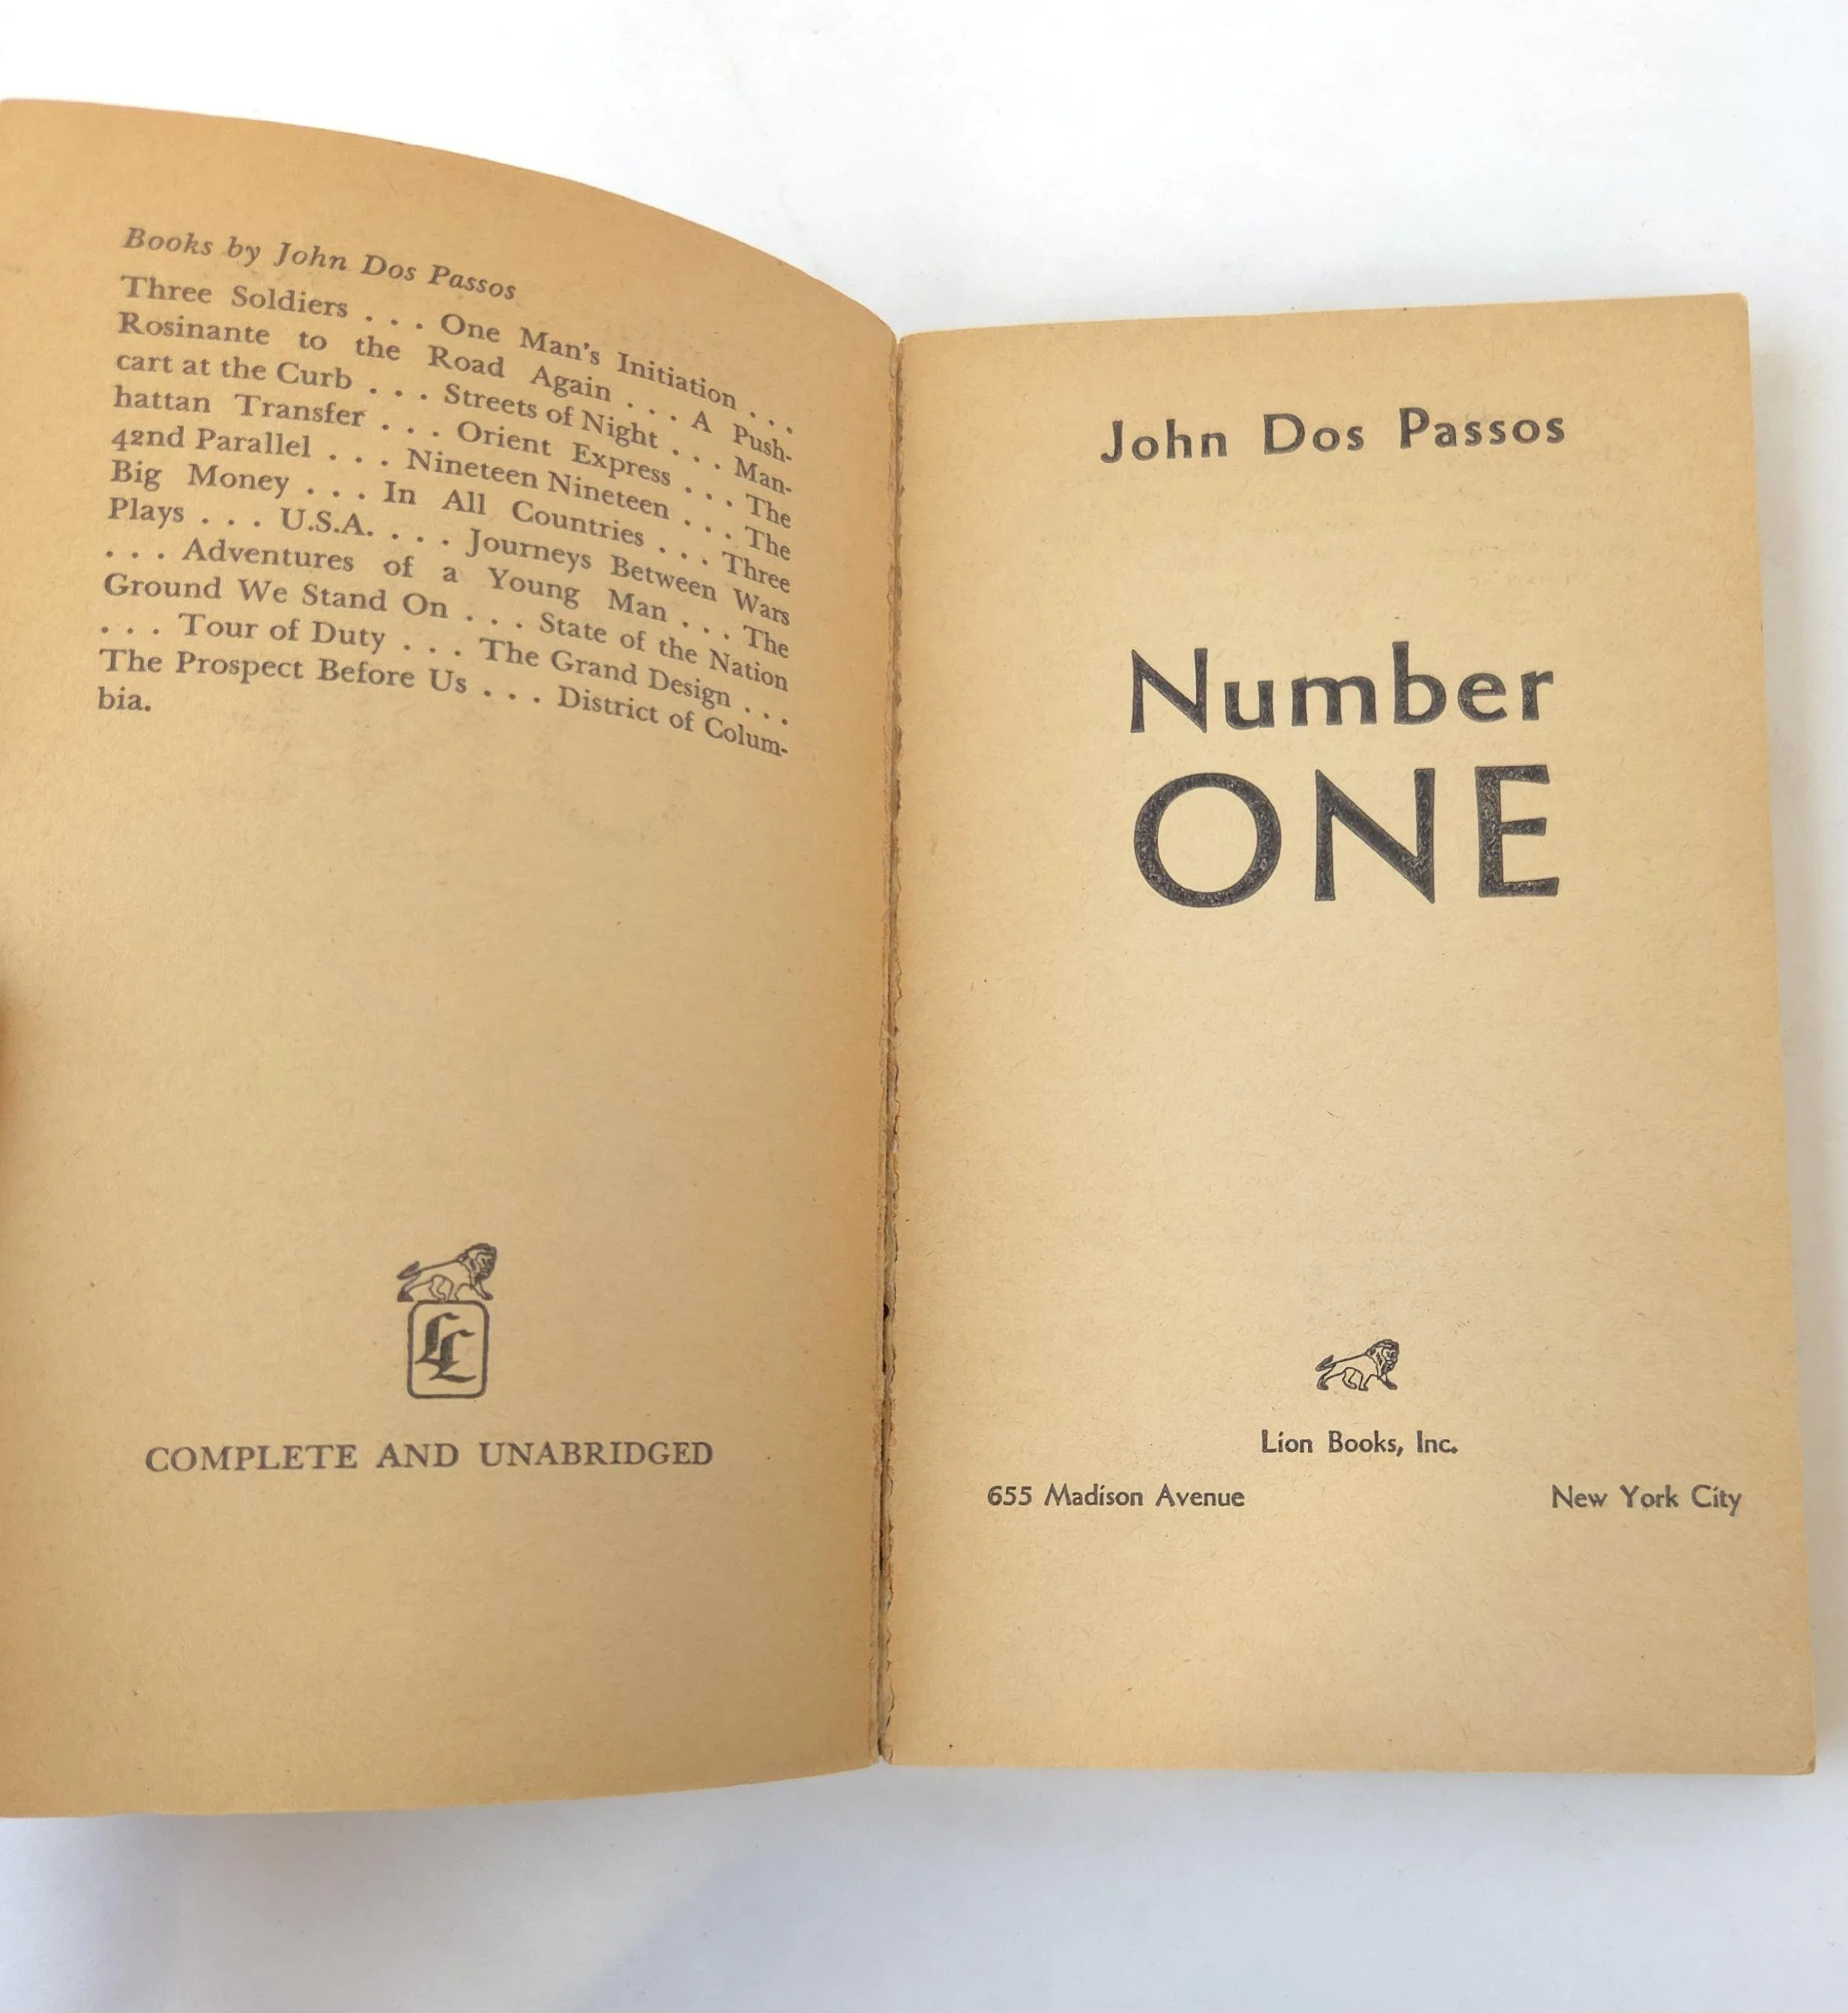 Books by John Dos Passos
Three Soldiers . . . One Man's Initiation . . .
Rosinante to the Road Again . . . A Push-
cart at the Curb . . . Streets of Night . . . Man-
hattan Transfer . . . Orient Express . . . The
42nd Parallel . . . Nineteen Nineteen . . . The
Big Money . . . In All Countries . . . Three
Plays . . . U.S.A. . . . Journeys Between Wars
. . . Adventures of a Young Man . . . The
Ground We Stand On . . . State of the Nation
. . . Tour of Duty . . . The Grand Design . . .
The Prospect Before Us . . . District of Colum-
bia.
LL
COMPLETE AND UNABRIDGED
John Dos Passos
Number
ONE
Lion Books, Inc.
655 Madison Avenue New York City